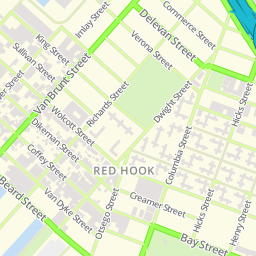 Imlay Street
Commerce Street
Delevan Street
King Street
Verona Street
Sullivan Street
Van Brunt Street
Richards Street
Dwight Street
Hicks Street
Wolcott Street
Dikeman Street
Coffey Street
Columbia Street
RED HOOK
Van Dyke Street
Otsego Street
Creamer Street
Hicks Street
Henry Street
Beard Street
Bay Street